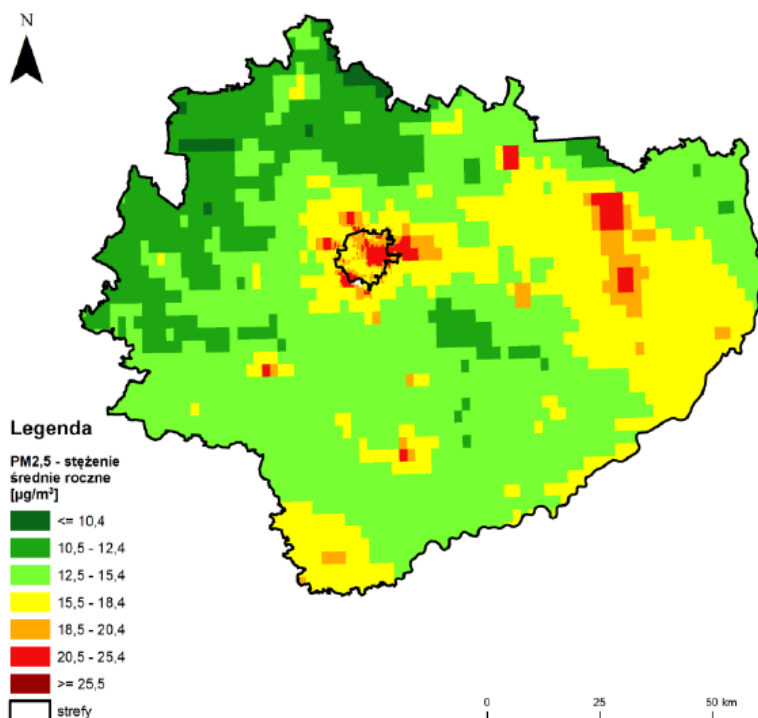 N
Legenda
PM2,5 - stężenie
średnie roczne
[µg/m³]
<= 10,4
10,5 - 12,4
12,5 - 15,4
15,5 - 18,4
18,5 - 20,4
20,5 - 25,4
>= 25,5
strefy
0 25 50 km